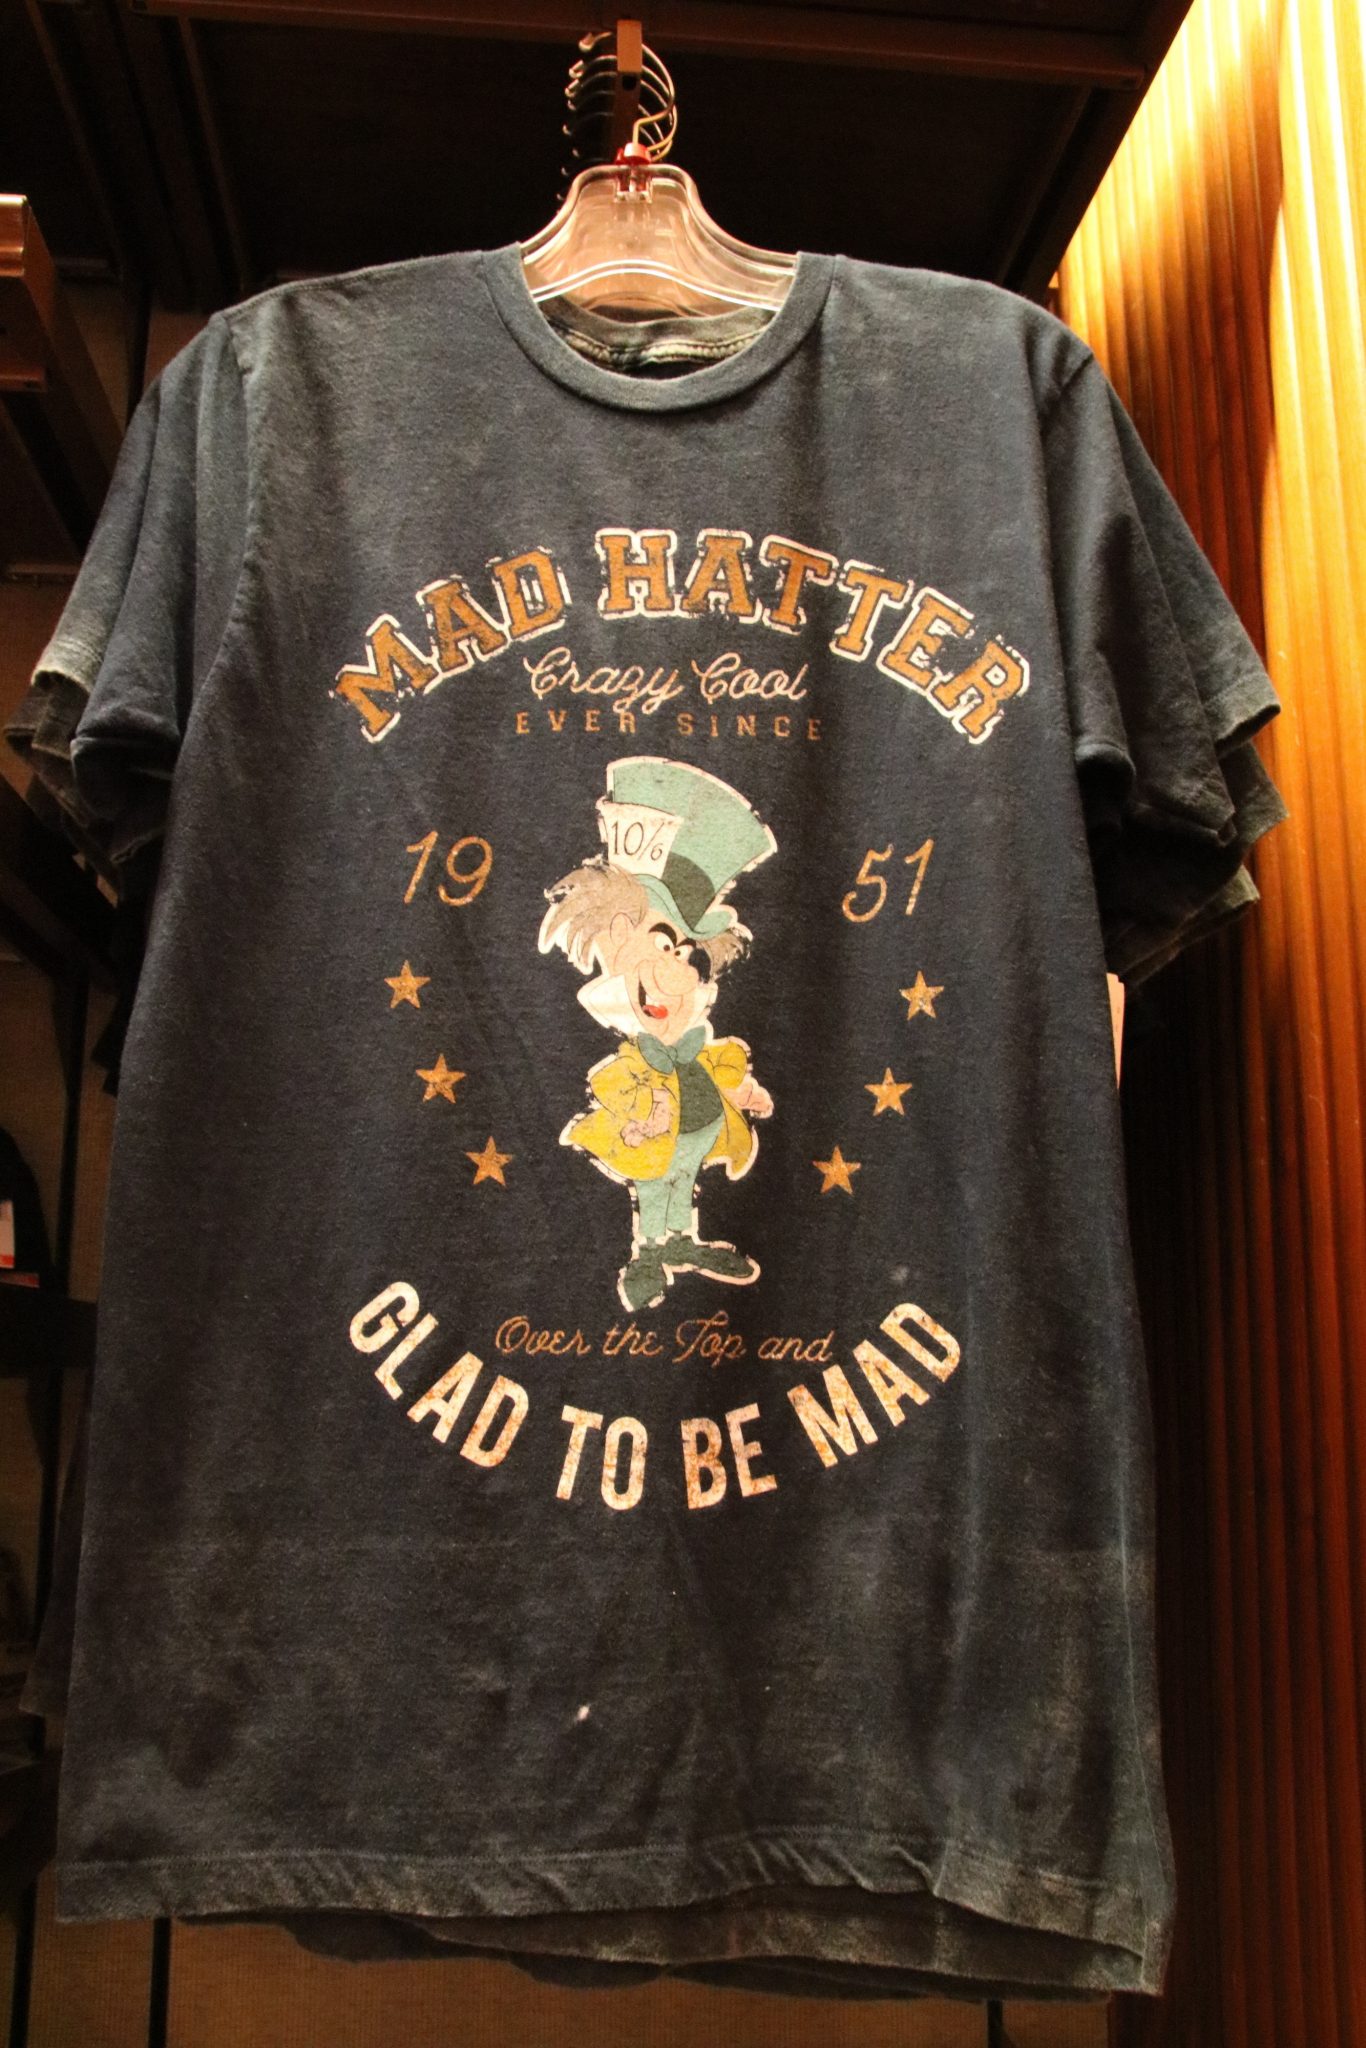 MAD HATTER
Crazy Cool
EVER SINCE
19 51
10/6
Over the Top and
GLAD TO BE MAD